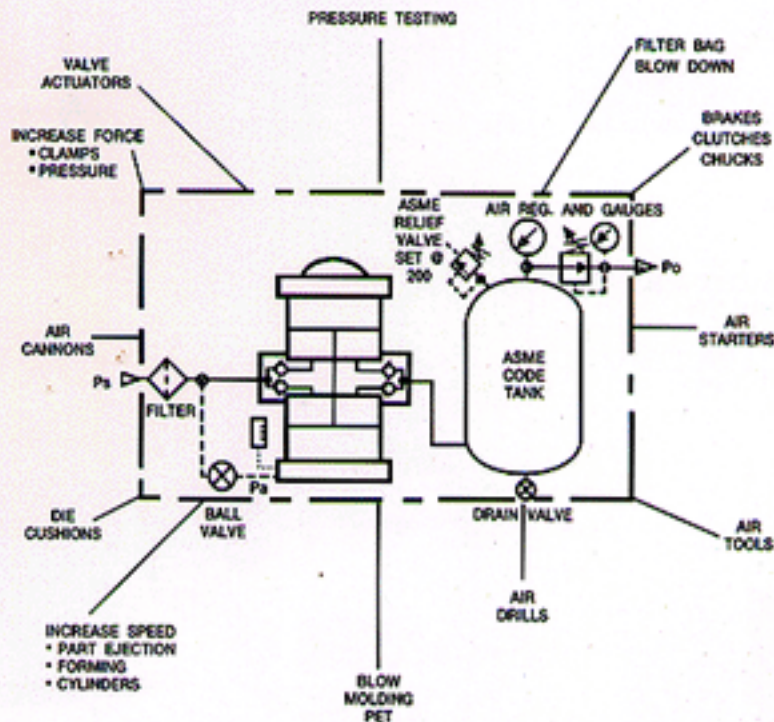 PRESSURE TESTING
VALVE
ACTUATORS
FILTER BAG
BLOW DOWN
INCREASE FORCE
• CLAMPS
• PRESSURE
BRAKES
CLUTCHES
CHUCKS
ASME
RELIEF
VALVE
SET @
200
AIR REG. AND GAUGES
Po
AIR
CANNONS
AIR
STARTERS
ASME
CODE
TANK
Ps
FILTER
Pa
DIE
CUSHIONS
BALL
VALVE
DRAIN VALVE
AIR
TOOLS
AIR
DRILLS
INCREASE SPEED
• PART EJECTION
• FORMING
• CYLINDERS
BLOW
MOLDING
PET